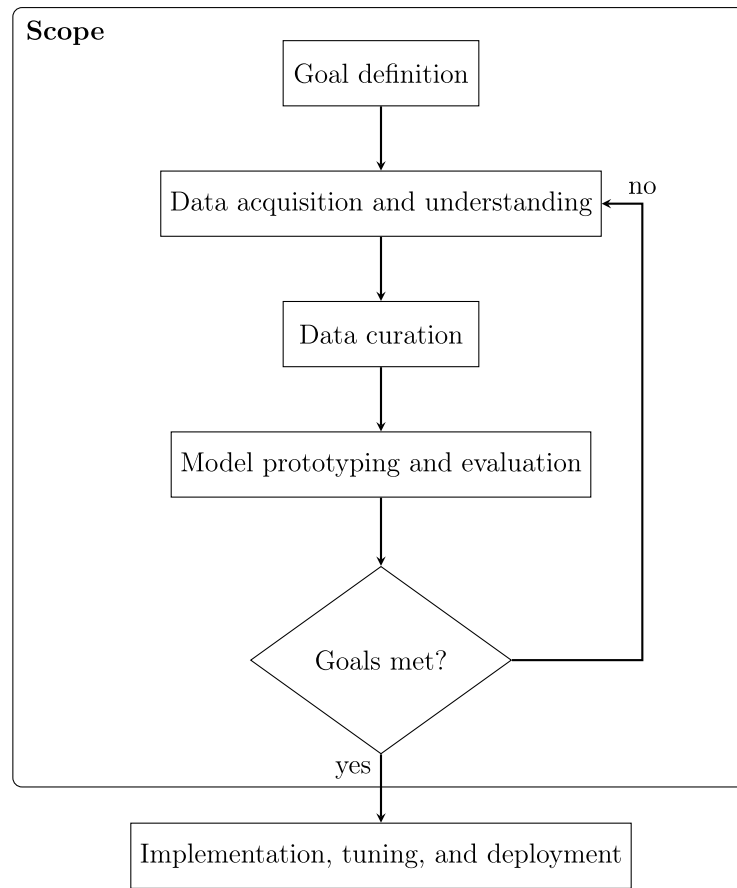 Scope
Goal definition
Data acquisition and understanding
no
Data curation
Model prototyping and evaluation
Goals met?
yes
Implementation, tuning, and deployment